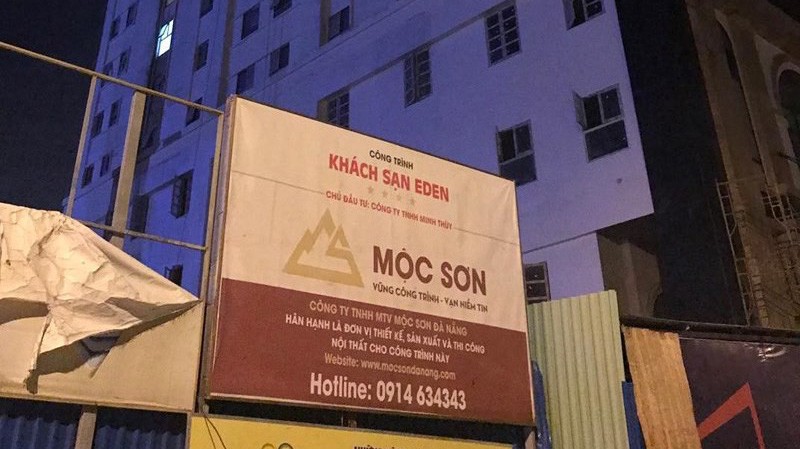 CÔNG TRÌNH
KHÁCH SẠN EDEN
CHỦ ĐẦU TƯ: CÔNG TY TNHH MINH THÙY
MỘC SƠN
VỮNG CÔNG TRÌNH - VẠN NIỀM TIN
CÔNG TY TNHH MTV MỘC SƠN ĐÀ NẴNG
HÂN HẠNH LÀ ĐƠN VỊ THIẾT KẾ, SẢN XUẤT VÀ THI CÔNG
NỘI THẤT CHO CÔNG TRÌNH NÀY
Website: www.mocsondanang.com
Hotline: 0914 634343